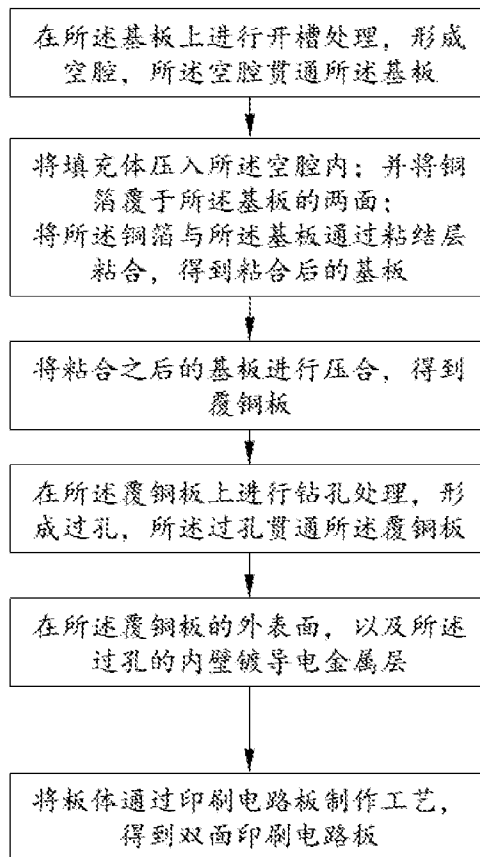 在所述基板上进行开槽处理，形成
空腔，所述空腔贯通所述基板
将填充体压入所述空腔内；并将铜
箔覆于所述基板的两面；
将所述铜箔与所述基板通过粘结层
粘合，得到粘合后的基板
将粘合之后的基板进行压合，得到
覆铜板
在所述覆铜板上进行钻孔处理，形
成过孔，所述过孔贯通所述覆铜板
在所述覆铜板的外表面，以及所述
过孔的内壁镀导电金属层
将板体通过印刷电路板制作工艺，
得到双面印刷电路板